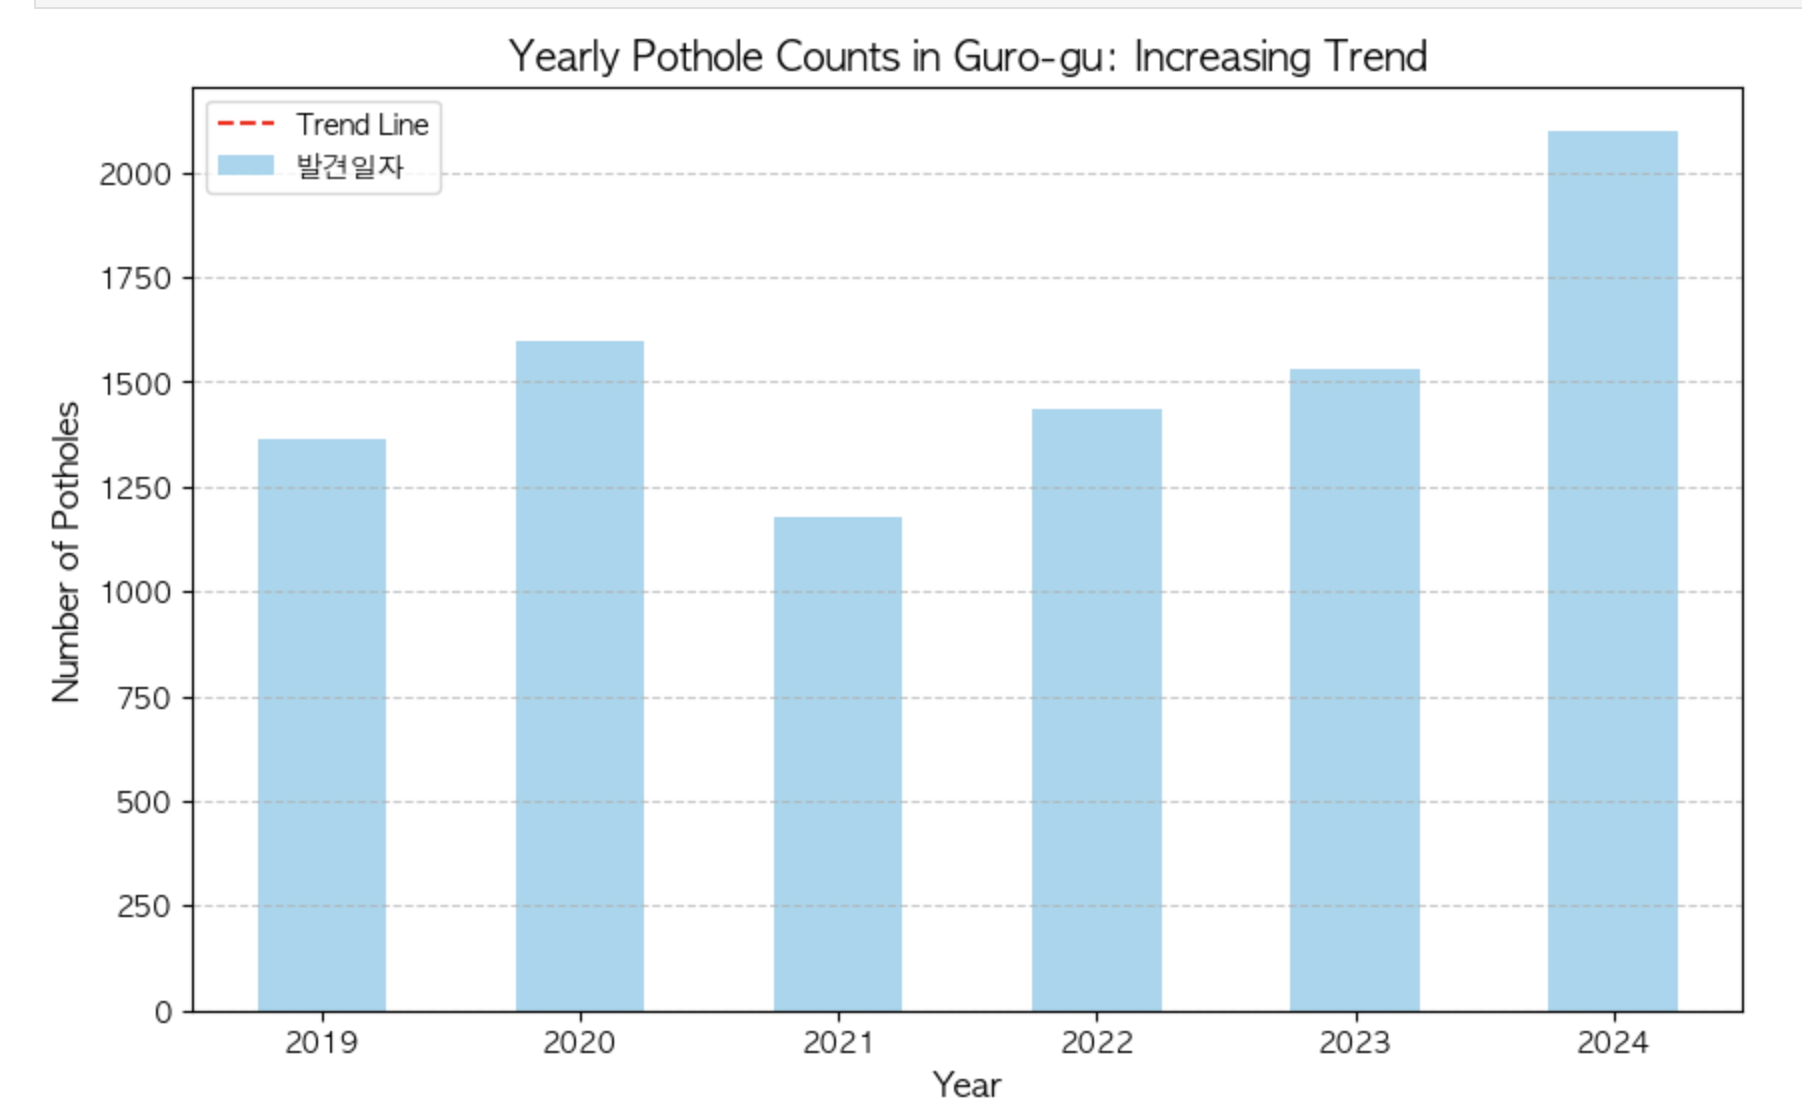 Yearly Pothole Counts in Guro-gu: Increasing Trend
Trend Line
발견일자
2000
1750
1500
1250
1000
750
500
250
0
Number of Potholes
2019 2020 2021 2022 2023 2024
Year